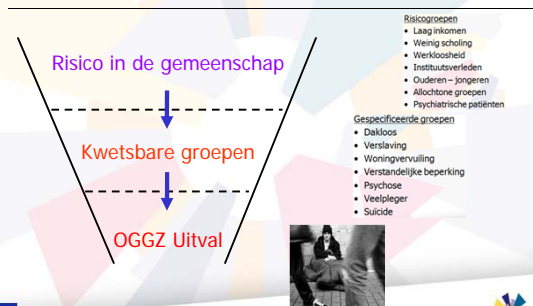 Risico in de gemeenschap
Kwetsbare groepen
OGGZ Uitval
Risicogroepen
• Laag inkomen
• Weinig scholing
• Werkloosheid
• Instituutsverleden
• Ouderen – jongeren
• Allochtone groepen
• Psychiatrische patiënten
Gespecificeerde groepen
• Dakloos
• Verslaving
• Woningvervuiling
• Verstandelijke beperking
• Psychose
• Veelpleger
• Suïcide